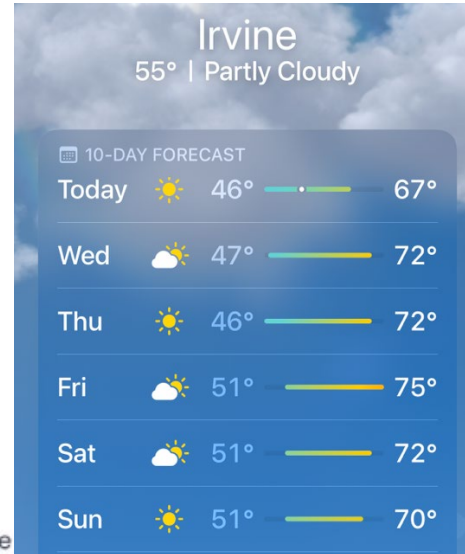 Irvine
55° | Partly Cloudy
10-DAY FORECAST
Today 46° 67°
Wed 47° 72°
Thu 46° 72°
Fri 51° 75°
Sat 51° 72°
Sun 51° 70°
e